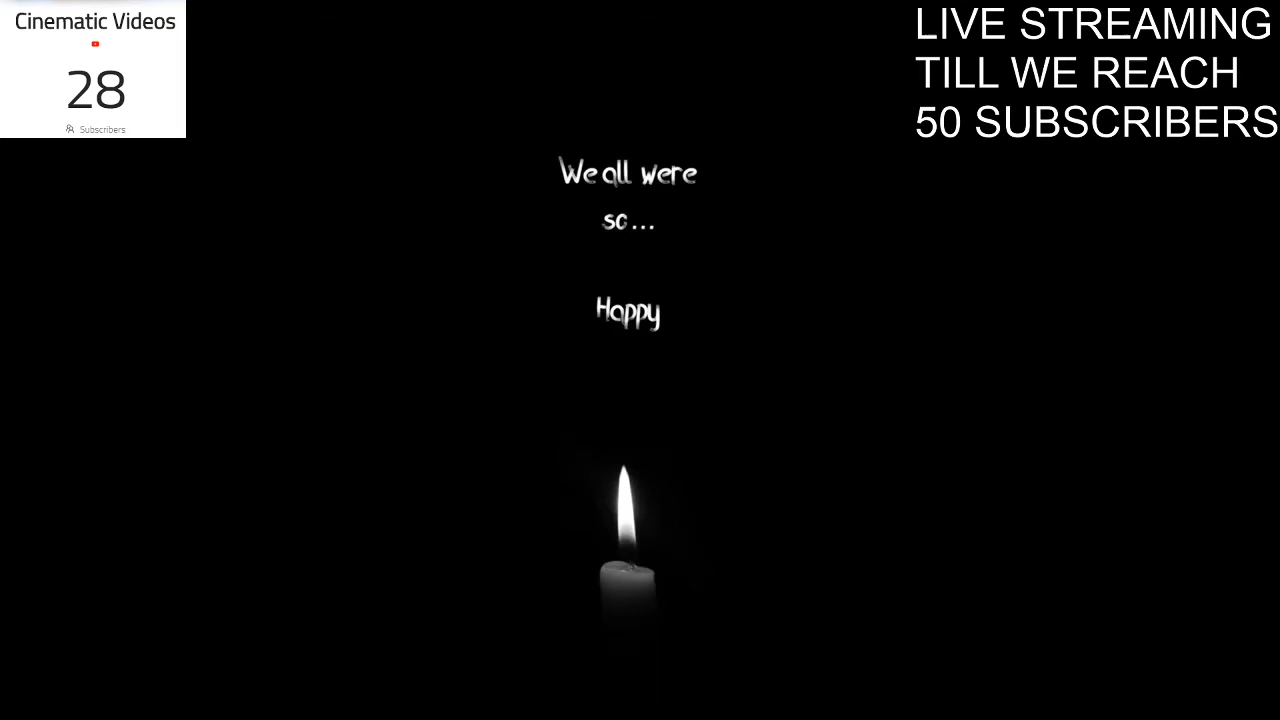 Cinematic Videos
28
Subscribers
LIVE STREAMING
TILL WE REACH
50 SUBSCRIBERS
We all were
so...
Happy